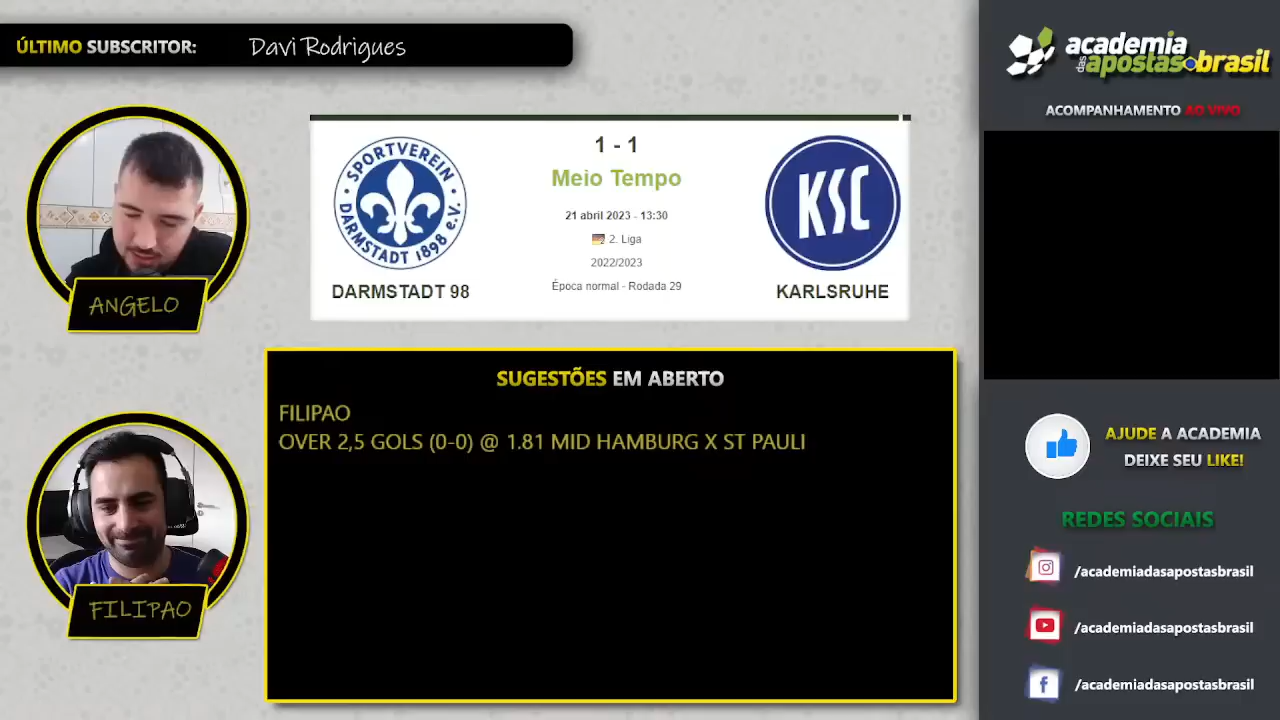 ÚLTIMO SUBSCRITOR: Davi Rodrigues
ANGELO
FILIPAO
SPORTVEREIN
DARMSTADT 1898 e.V.
DARMSTADT 98
1 - 1
Meio Tempo
21 abril 2023 - 13:30
2. Liga
2022/2023
Época normal - Rodada 29
KSC
KARLSRUHE
SUGESTÕES EM ABERTO
FILIPAO
OVER 2,5 GOLS (0-0) @ 1.81 MID HAMBURG X ST PAULI
academia
das apostas brasil
ACOMPANHAMENTO AO VIVO
AJUDE A ACADEMIA
DEIXE SEU LIKE!
REDES SOCIAIS
/academiadasapostasbrasil
/academiadasapostasbrasil
/academiadasapostasbrasil